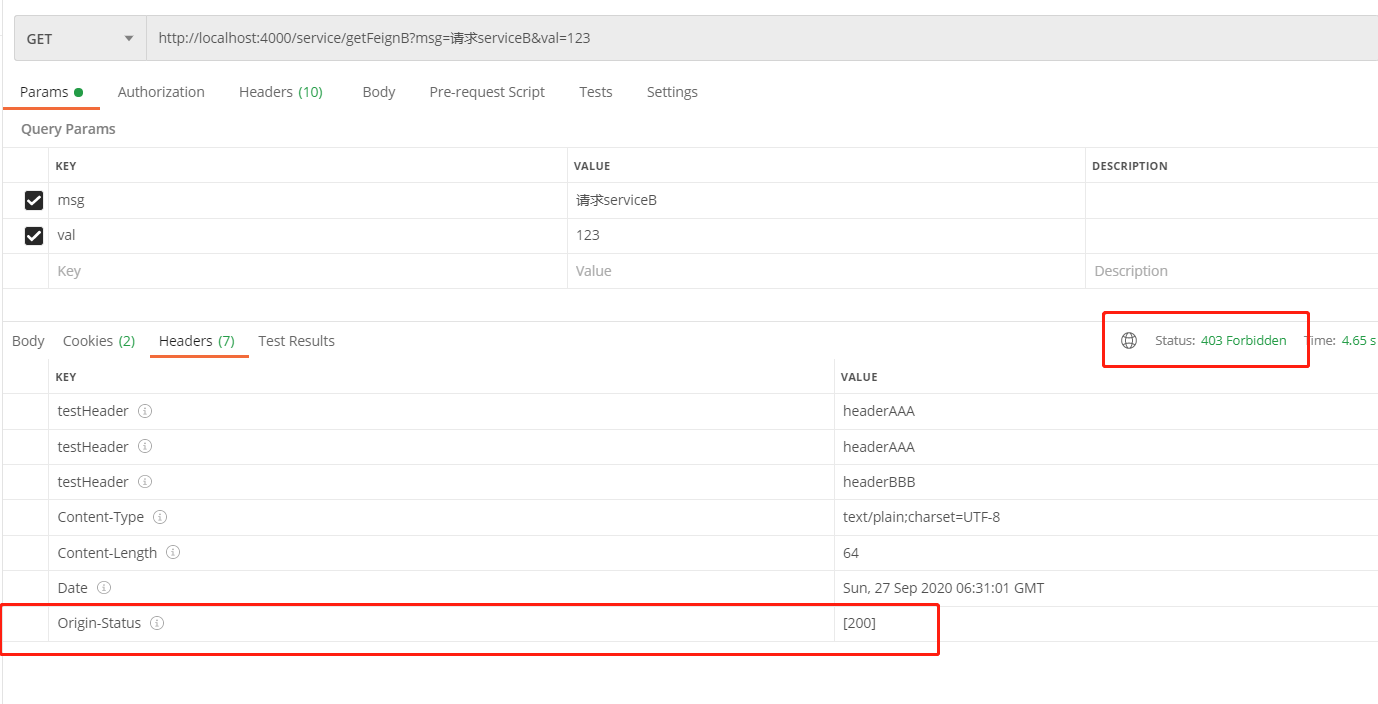 GET http://localhost:4000/service/getFeignB?msg=请求serviceB&val=123
Params Authorization Headers (10) Body Pre-request Script Tests Settings
Query Params
KEY VALUE DESCRIPTION
msg 请求serviceB
val 123
Key Value Description
Body Cookies (2) Headers (7) Test Results Status: 403 Forbidden Time: 4.65 s
KEY VALUE
testHeader headerAAA
testHeader headerAAA
testHeader headerBBB
Content-Type text/plain;charset=UTF-8
Content-Length 64
Date Sun, 27 Sep 2020 06:31:01 GMT
Origin-Status [200]